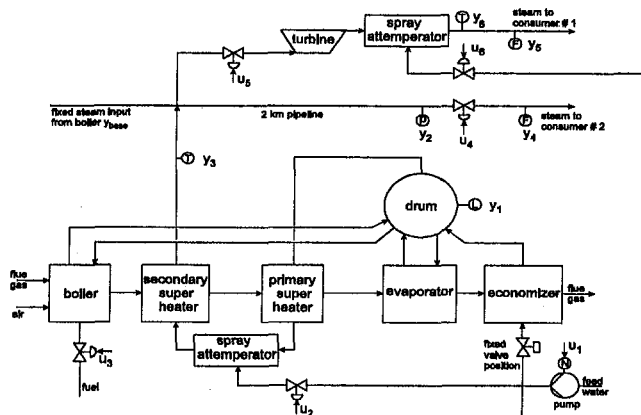 turbine
spray
attemperator
T
y₆
steam to
consumer # 1
F
y₅
u₆
u₅
fixed steam input
from boiler y_base
2 km pipeline
P
y₂
u₄
F
y₄
steam to
consumer # 2
T
y₃
drum
L
y₁
flue
gas
air
boiler
secondary
super
heater
primary
super
heater
evaporator
economizer
flue
gas
spray
attemperator
u₃
fuel
u₂
fixed
valve
position
u₁
N
feed
water
pump